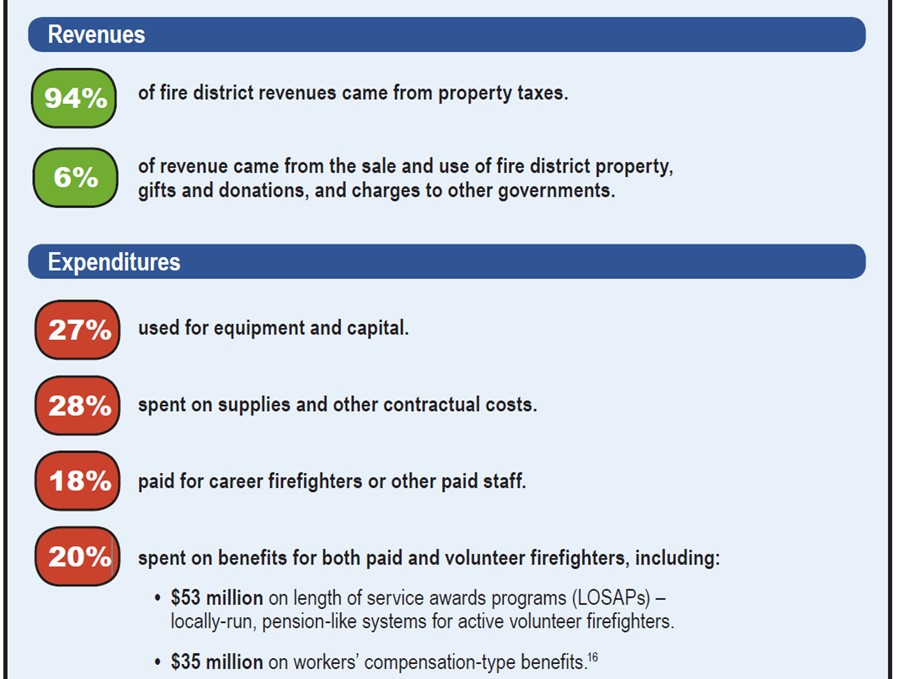 Revenues
94%
of fire district revenues came from property taxes.
6%
of revenue came from the sale and use of fire district property,
gifts and donations, and charges to other governments.
Expenditures
27%
used for equipment and capital.
28%
spent on supplies and other contractual costs.
18%
paid for career firefighters or other paid staff.
20%
spent on benefits for both paid and volunteer firefighters, including:
• $53 million on length of service awards programs (LOSAPs) –
locally-run, pension-like systems for active volunteer firefighters.
• $35 million on workers’ compensation-type benefits.16